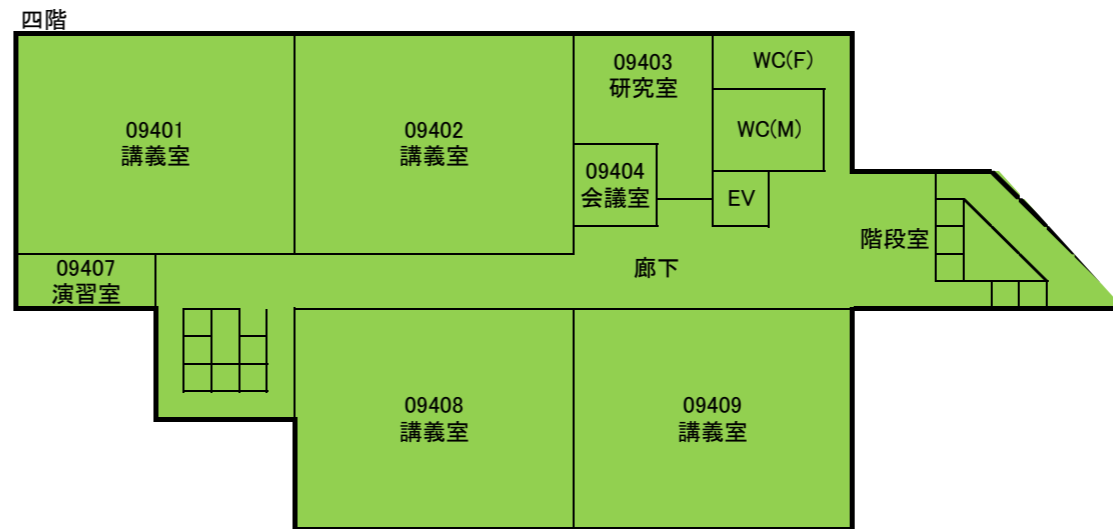 四階
09401
講義室
09402
講義室
09403
研究室
WC(F)
WC(M)
09404
会議室
EV
階段室
廊下
09407
演習室
09408
講義室
09409
講義室